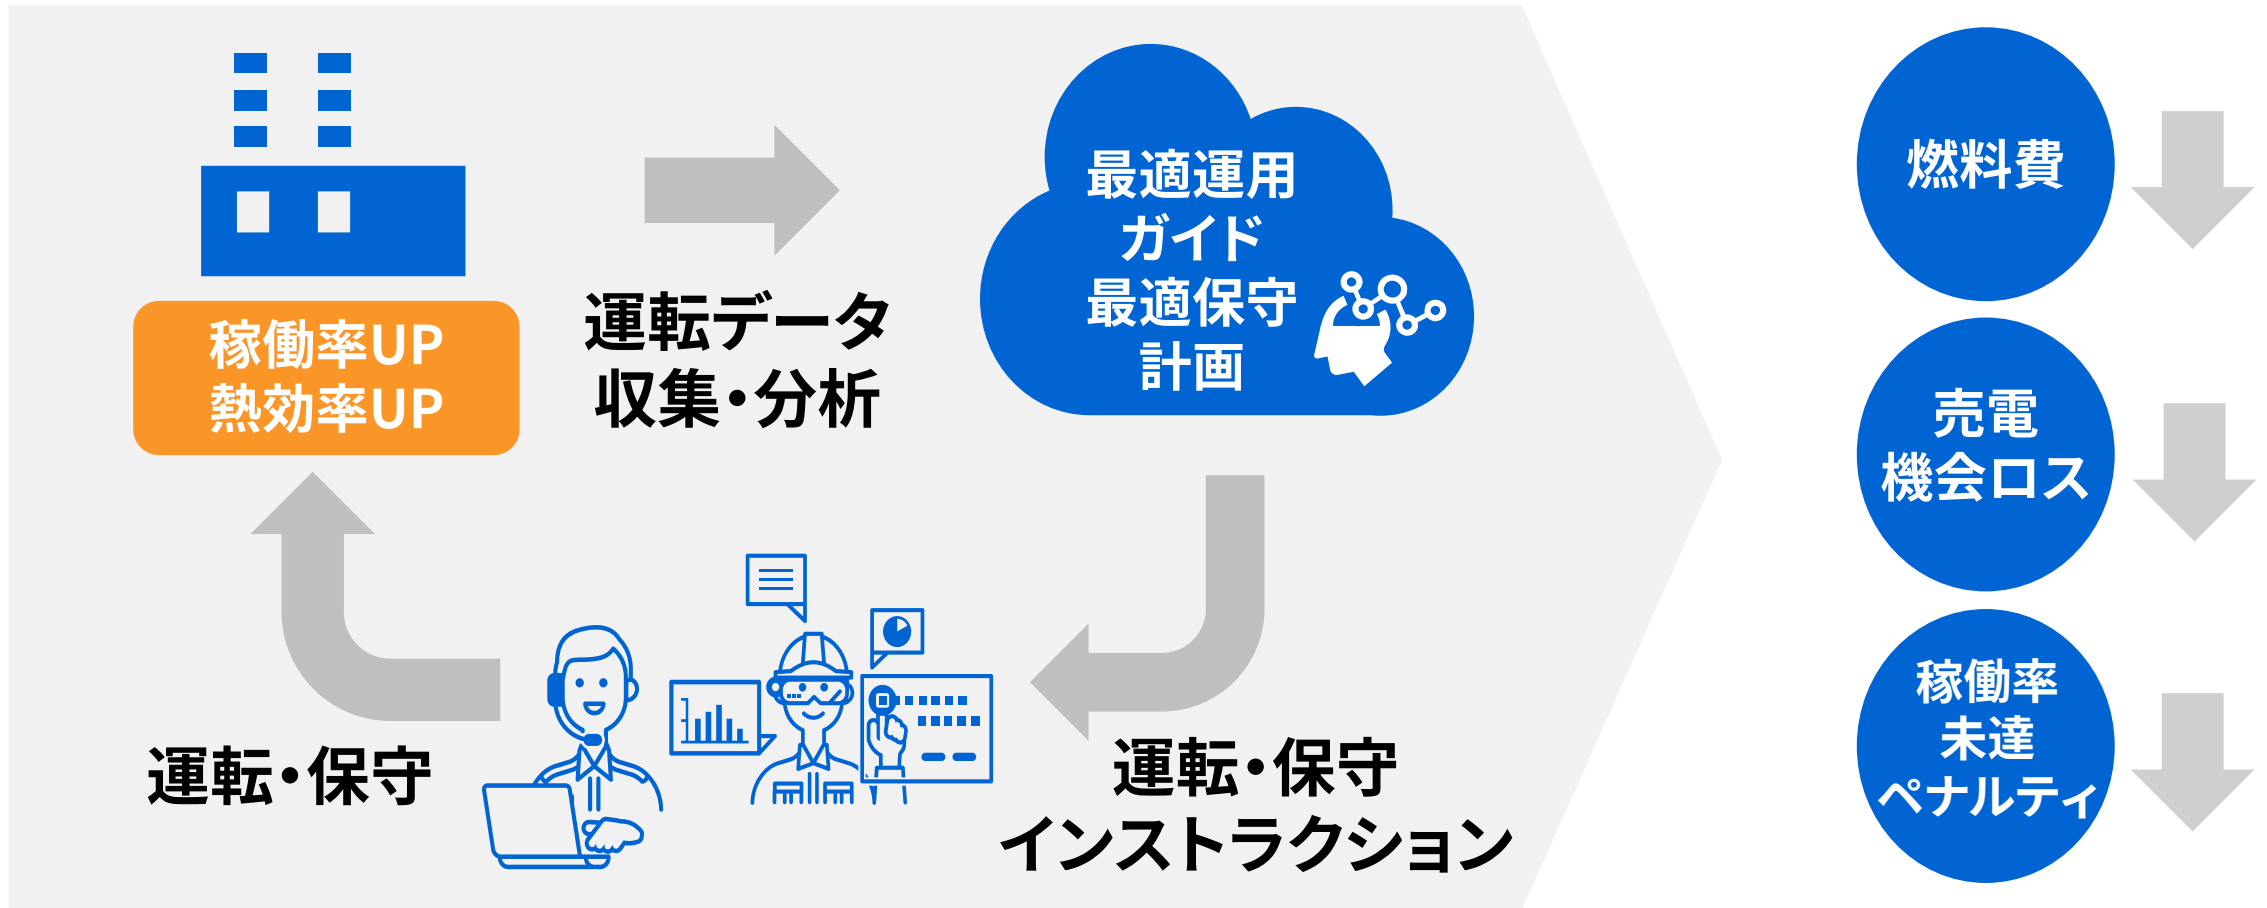 稼働率UP
熱効率UP
運転データ
収集・分析
最適運用
ガイド
最適保守
計画
運転・保守
インストラクション
運転・保守
燃料費
売電
機会ロス
稼働率
未達
ペナルティ